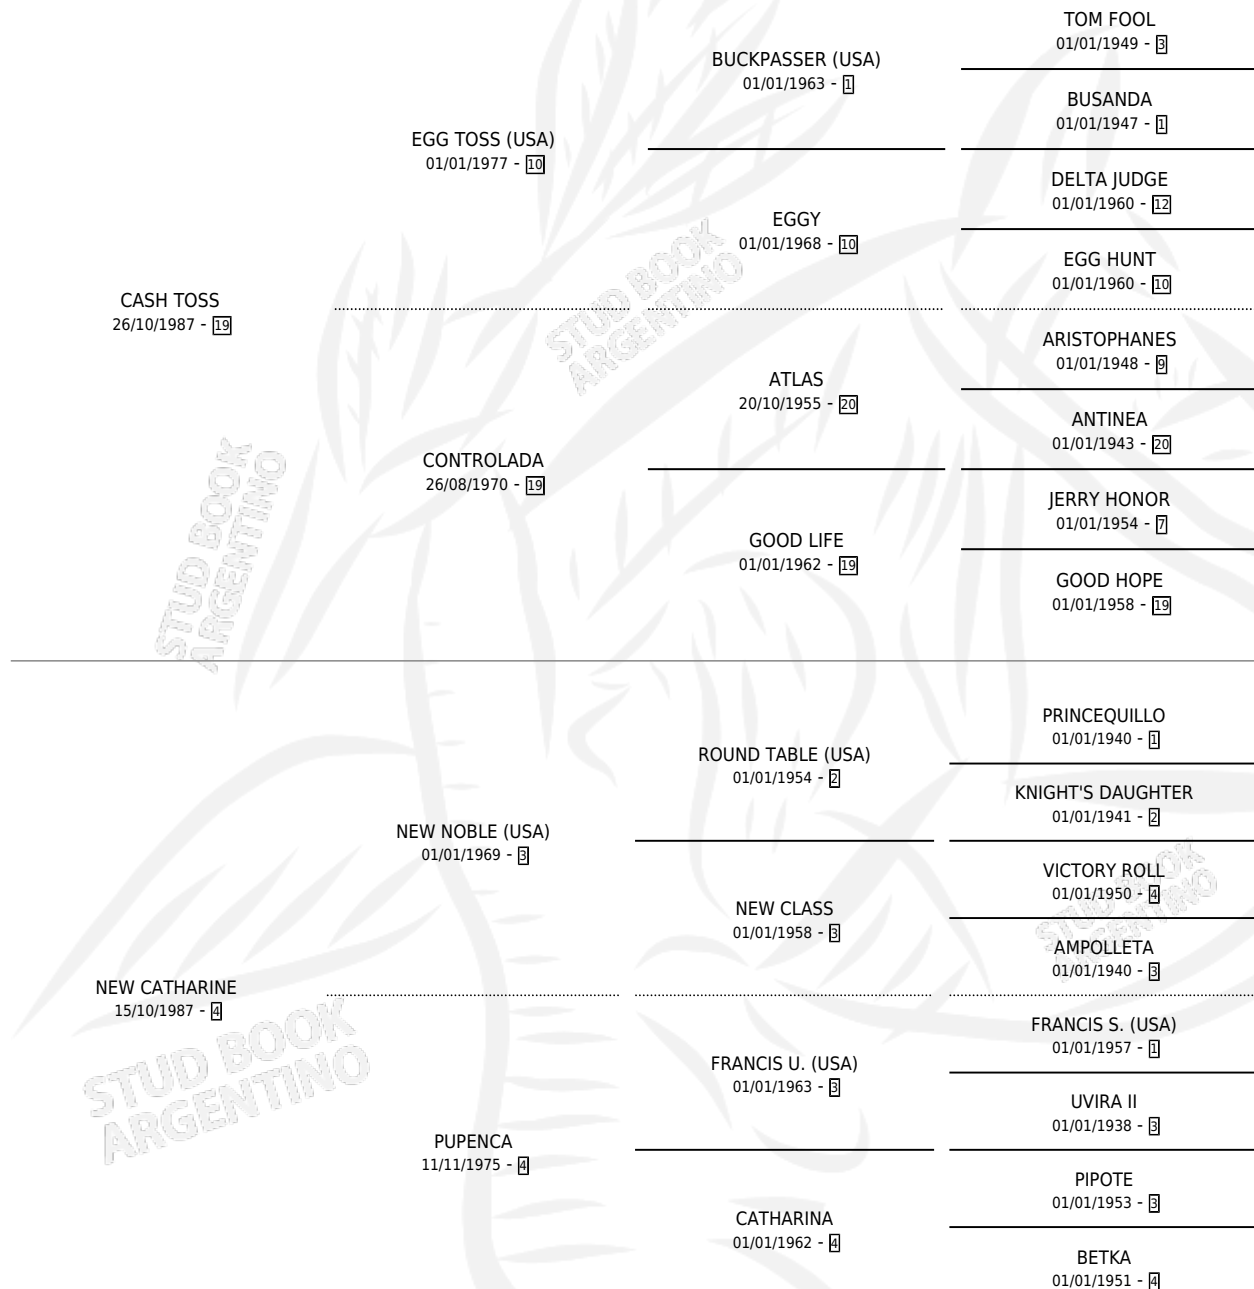 TOM FOOL
01/01/1949 - 3
BUCKPASSER (USA)
01/01/1963 - 1
BUSANDA
01/01/1947 - 1
EGG TOSS (USA)
01/01/1977 - 10
DELTA JUDGE
01/01/1960 - 12
EGGY
01/01/1968 - 10
EGG HUNT
01/01/1960 - 10
CASH TOSS
26/10/1987 - 19
STUD BOOK
ARGENTINO
ARISTOPHANES
01/01/1948 - 9
ATLAS
20/10/1955 - 20
ANTINEA
01/01/1943 - 20
CONTROLADA
26/08/1970 - 19
JERRY HONOR
01/01/1954 - 7
GOOD LIFE
01/01/1962 - 19
GOOD HOPE
01/01/1958 - 19
STUD BOOK
ARGENTINO
PRINCEQUILLO
01/01/1940 - 1
ROUND TABLE (USA)
01/01/1954 - 2
KNIGHT'S DAUGHTER
01/01/1941 - 2
NEW NOBLE (USA)
01/01/1969 - 3
VICTORY ROLL
01/01/1950 - 4
NEW CLASS
01/01/1958 - 3
STUD BOOK
ARGENTINO
AMPOLLETA
01/01/1940 - 3
NEW CATHARINE
15/10/1987 - 4
STUD BOOK
ARGENTINO
FRANCIS S. (USA)
01/01/1957 - 1
FRANCIS U. (USA)
01/01/1963 - 3
UVIRA II
01/01/1938 - 3
PUPENCA
11/11/1975 - 4
PIPOTE
01/01/1953 - 3
CATHARINA
01/01/1962 - 4
BETKA
01/01/1951 - 4